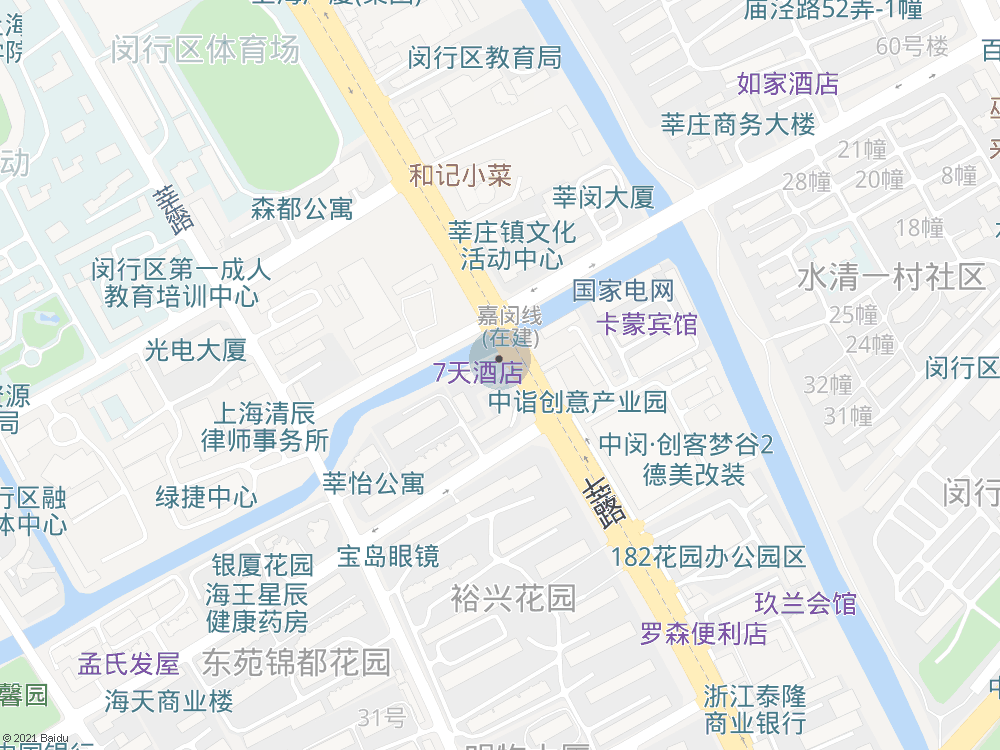 庙泾路52弄-1幢
60号楼
闵行区体育场
闵行区教育局
如家酒店
莘庄商务大楼
21幢
28幢
20幢
8幢
和记小菜
莘闵大厦
森都公寓
18幢
莘庄镇文化
活动中心
闵行区第一成人
教育培训中心
水清一村社区
国家电网
嘉闵线
(在建)
卡蒙宾馆
25幢
24幢
光电大厦
7天酒店
闵行区
32幢
31幢
中诣创意产业园
上海清辰
律师事务所
中闵·创客梦谷2
德美改装
莘怡公寓
绿捷中心
闵行
行区融
体中心
宝岛眼镜
182花园办公园区
银厦花园
海王星辰
健康药房
裕兴花园
玖兰会馆
罗森便利店
孟氏发屋
东苑锦都花园
馨园
海天商业楼
31号
浙江泰隆
商业银行
© 2021 Baidu